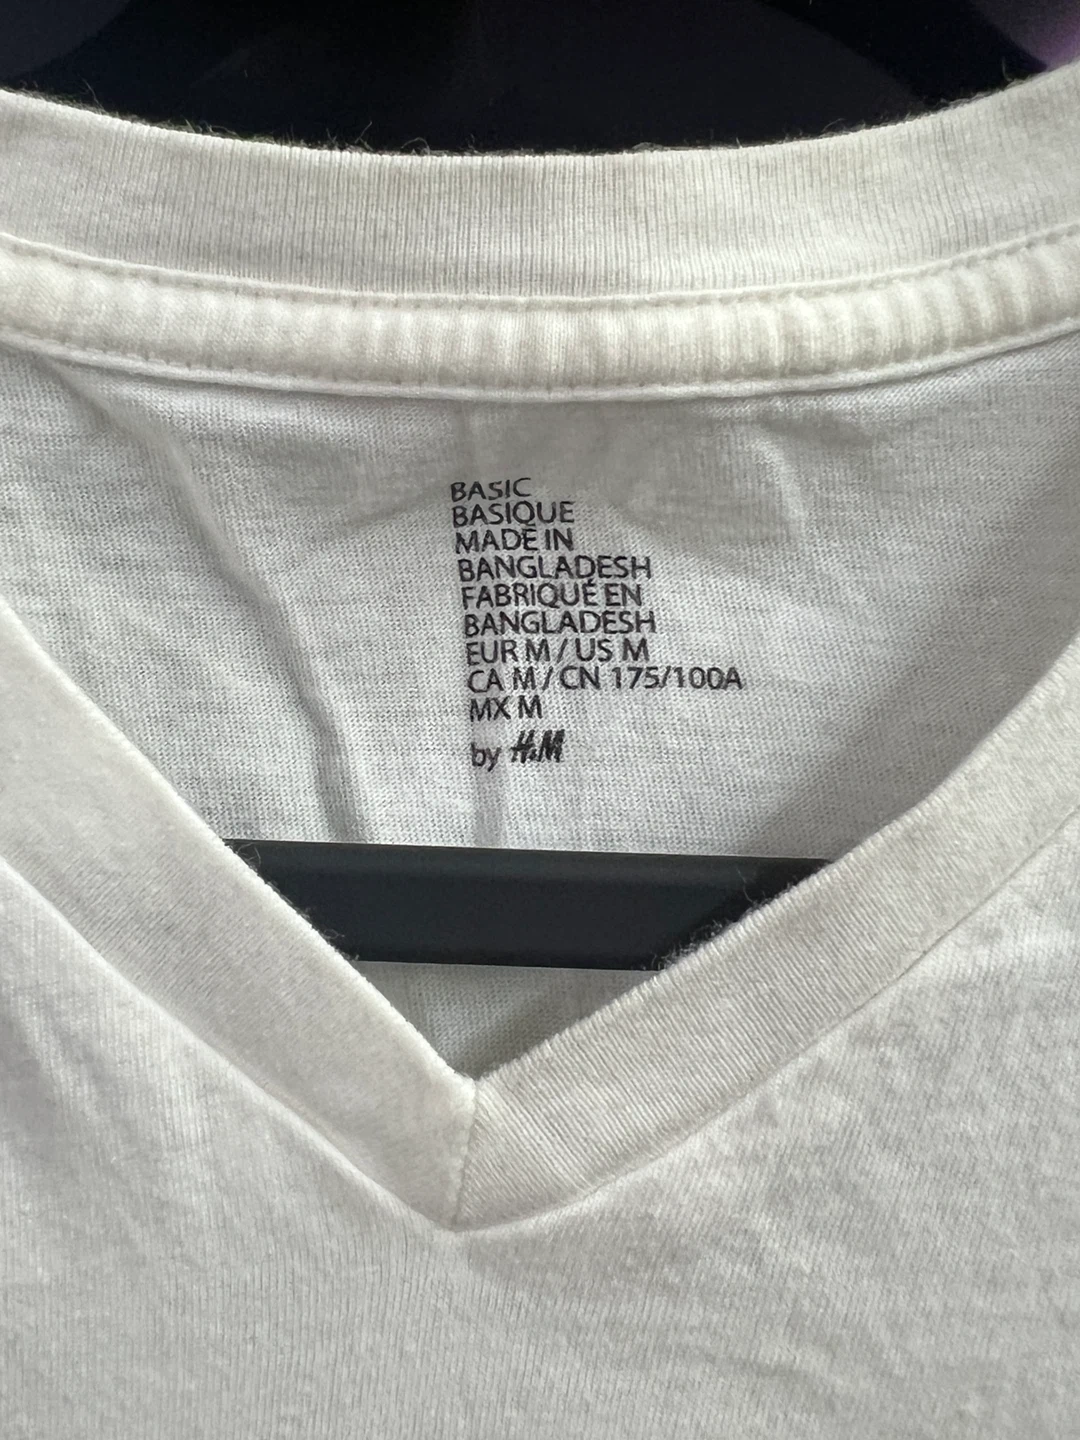 BASIC
BASIQUE
MADE IN
BANGLADESH
FABRIQUÉ EN
BANGLADESH
EUR M / US M
CA M / CN 175/100A
MX M
by H&M